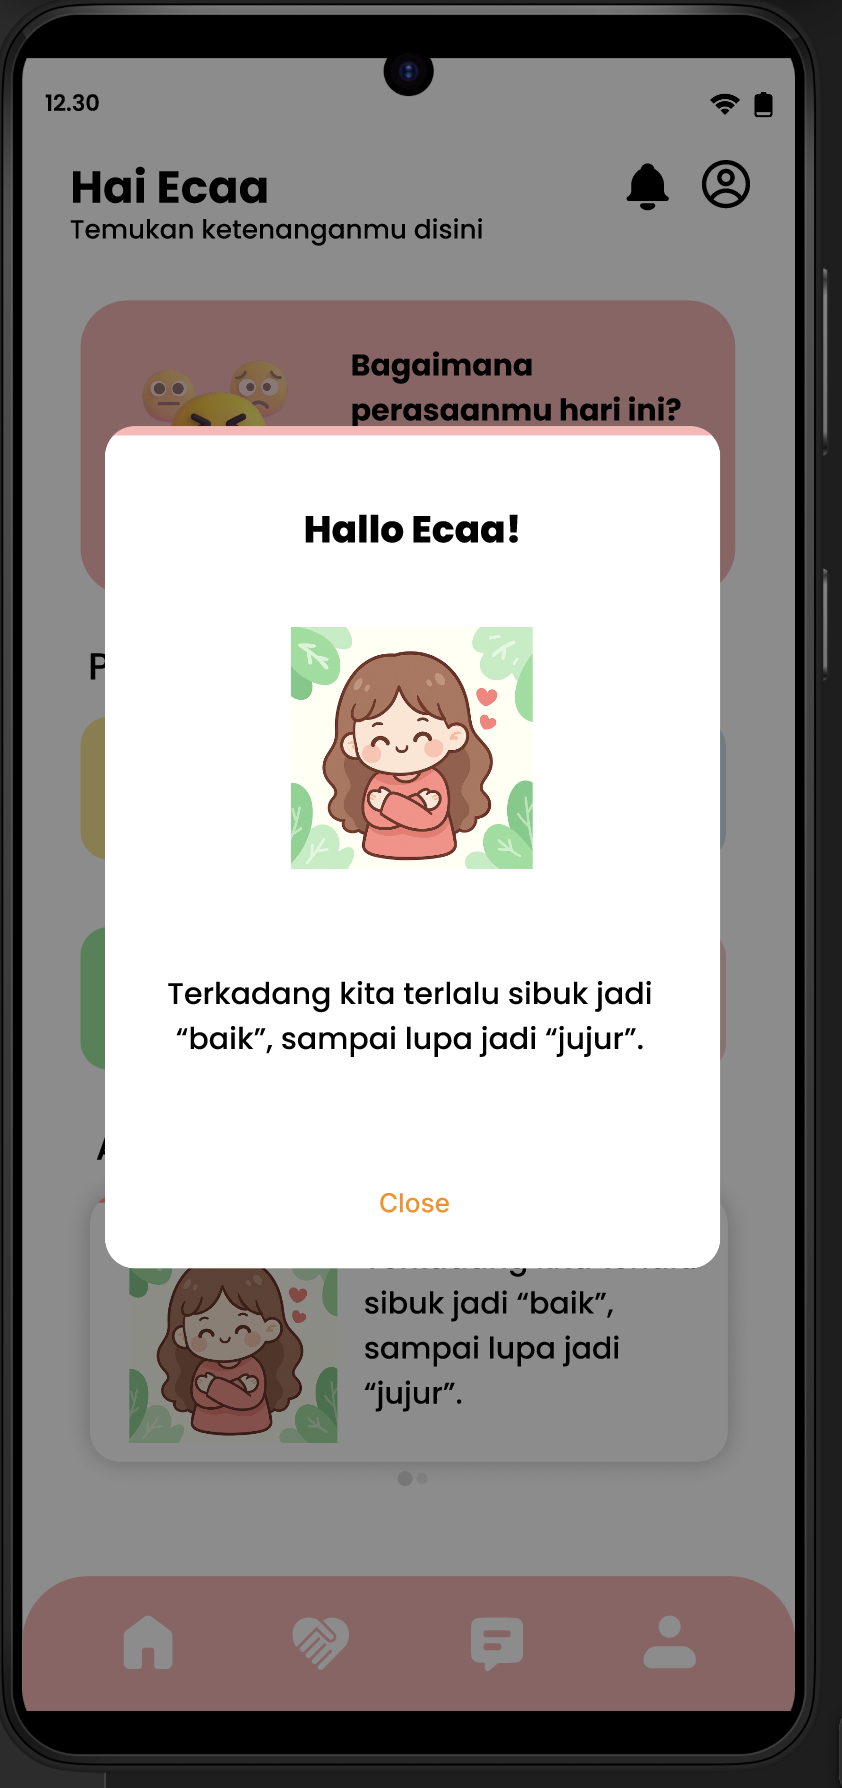 12.30
Hai Ecaa
Temukan ketenanganmu disini
Bagaimana
perasaanmu hari ini?
Hallo Ecaa!
Terkadang kita terlalu sibuk jadi
“baik”, sampai lupa jadi “jujur”.
Close
sibuk jadi “baik”,
sampai lupa jadi
“jujur”.